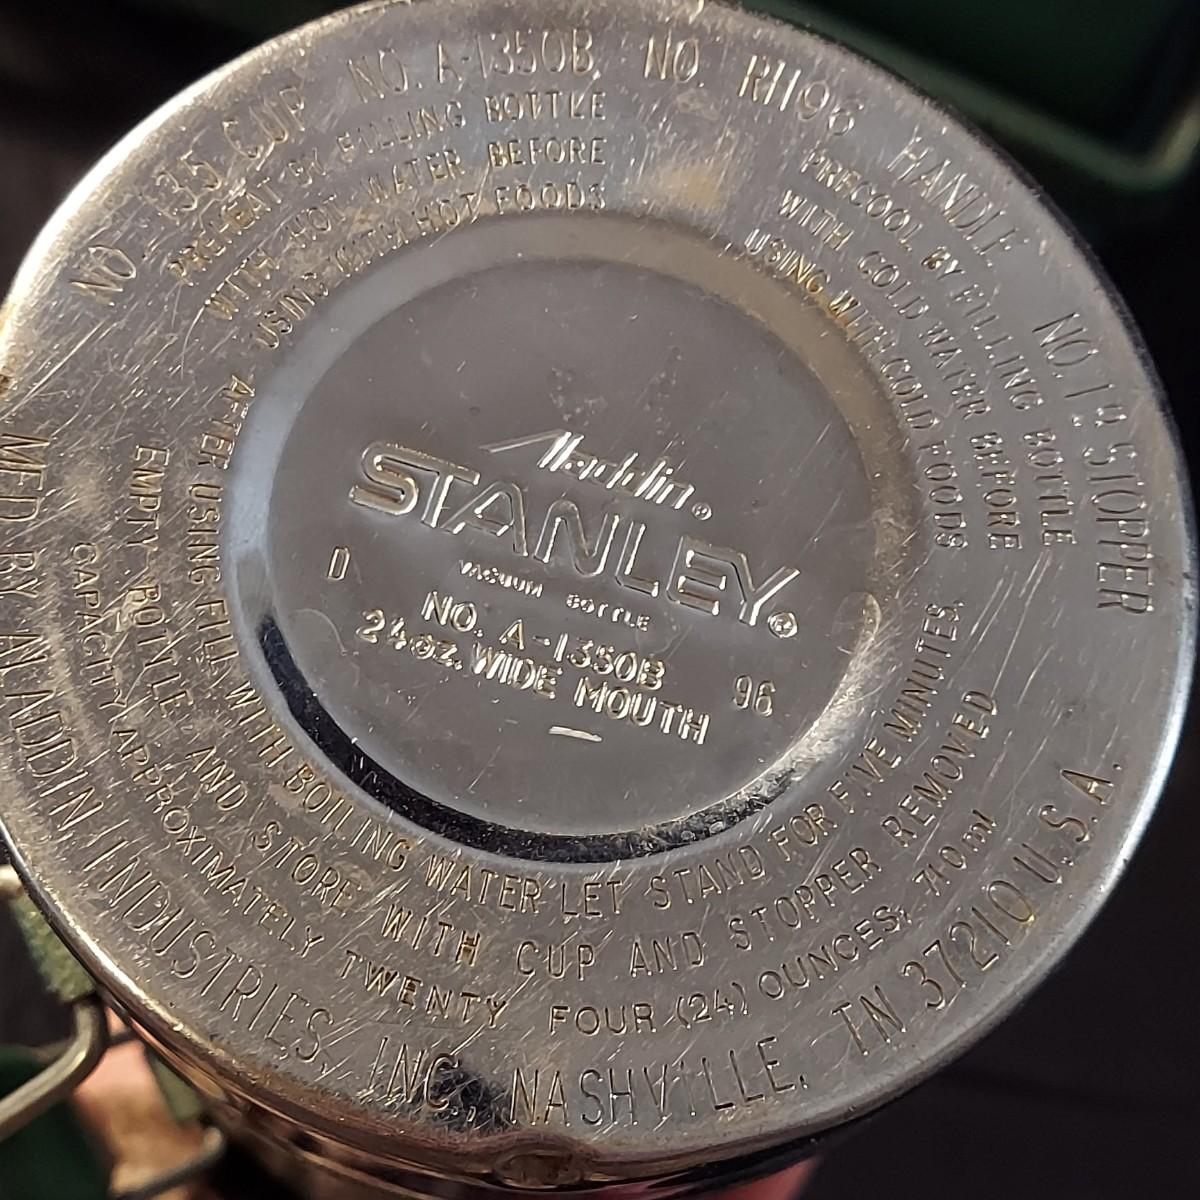 NO. 135 CUP NO. A-1350B, NO. RH96 HANDLE NO. 13 STOPPER
PREHEAT BY FILLING BOTTLE
WITH HOT WATER BEFORE
USING WITH HOT FOODS
PRECOOL BY FILLING BOTTLE
WITH COLD WATER BEFORE
USING WITH COLD FOODS
Aladdin®
STANLEY®
VACUUM BOTTLE
D
NO. A-1350B
96
24 oz. WIDE MOUTH
AFTER USING FILL WITH BOILING WATER LET STAND FOR FIVE MINUTES.
EMPTY BOTTLE AND STORE WITH CUP AND STOPPER REMOVED
CAPACITY APPROXIMATELY TWENTY FOUR (24) OUNCES, 710 ml
MFD BY ALADDIN INDUSTRIES, INC., NASHVILLE, TN 37210 U.S.A.